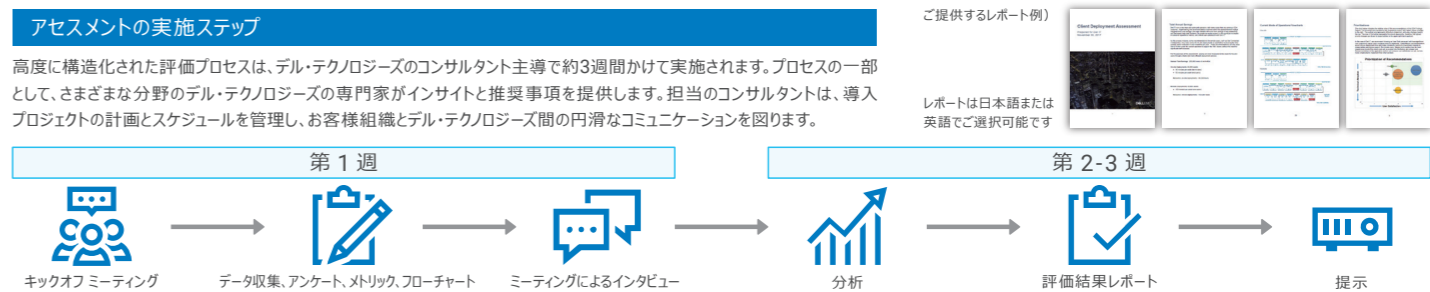 アセスメントの実施ステップ
高度に構造化された評価プロセスは、デル・テクノロジーズのコンサルタント主導で約3週間かけて実施されます。プロセスの一部
として、さまざまな分野のデル・テクノロジーズの専門家がインサイトと推奨事項を提供します。担当のコンサルタントは、導入
プロジェクトの計画とスケジュールを管理し、お客様組織とデル・テクノロジーズ間の円滑なコミュニケーションを図ります。
ご提供するレポート例）
Client Deployment Assessment
レポートは日本語または
英語でご選択可能です
第 1 週
第 2-3 週
キックオフ ミーティング
データ収集、アンケート、メトリック、フローチャート
ミーティングによるインタビュー
分析
評価結果レポート
提示